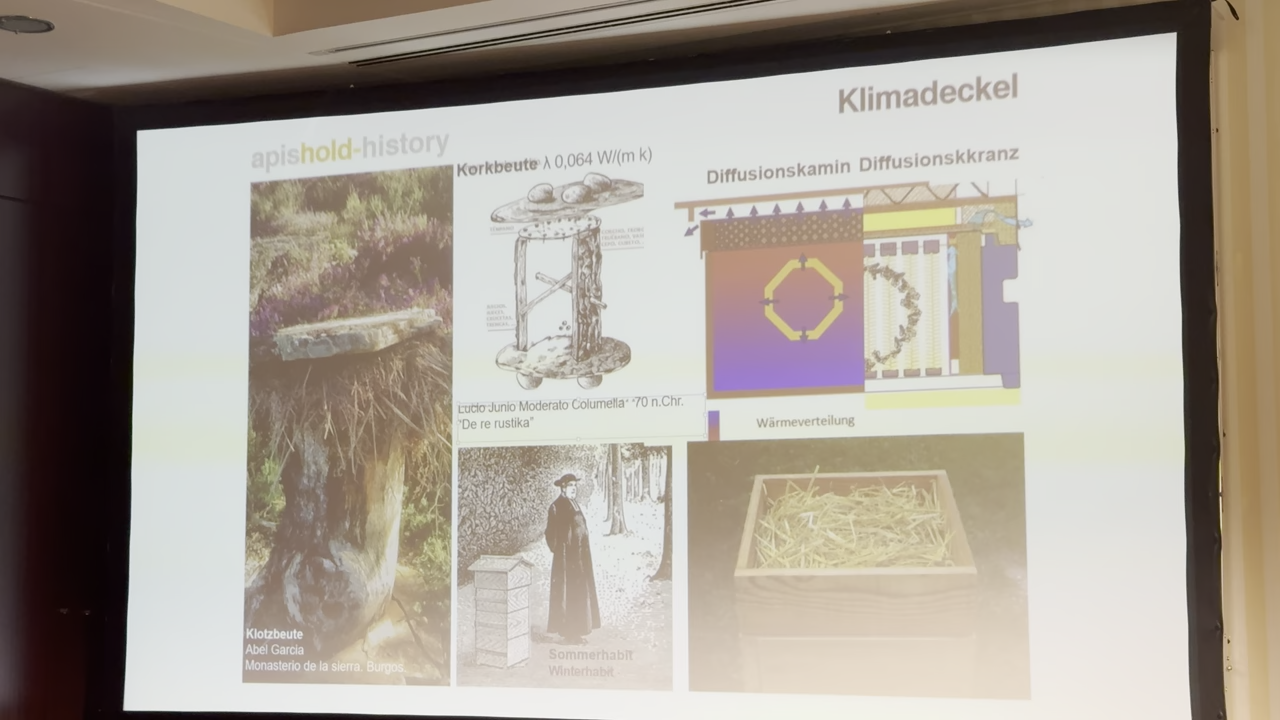 Klimadeckel
apishold-history
Korkbeute λ 0,064 W/(m k)
Diffusionskamin Diffusionskkranz
Lucio Junio Moderato Columella" "70 n.Chr.
"De re rustika"
Wärmeverteilung
Klotzbeute
Abel Garcia
Monasterio de la sierra. Burgos.
Sommerhabit
Winterhabit